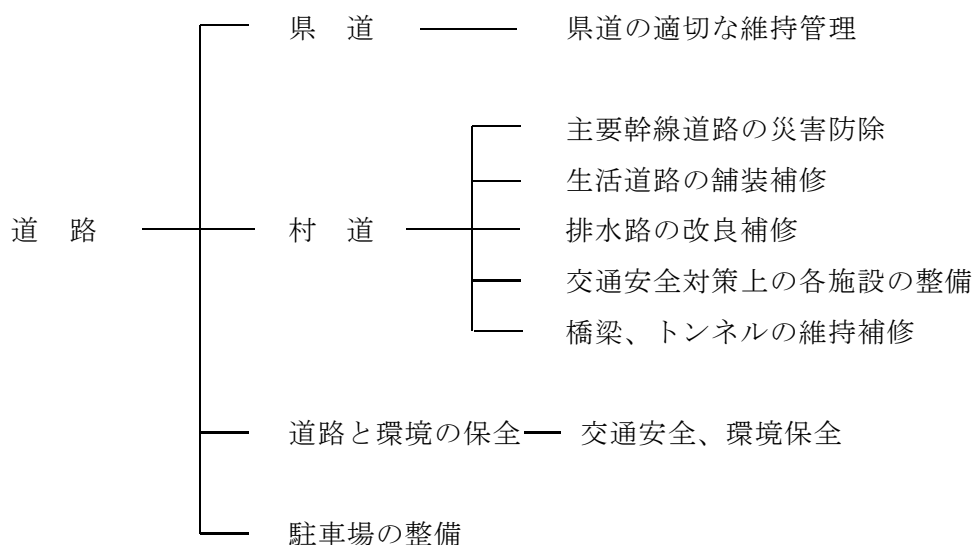 県　道
県道の適切な維持管理
主要幹線道路の災害防除
生活道路の舗装補修
道　路
村　道
排水路の改良補修
交通安全対策上の各施設の整備
橋梁、トンネルの維持補修
道路と環境の保全
交通安全、環境保全
駐車場の整備